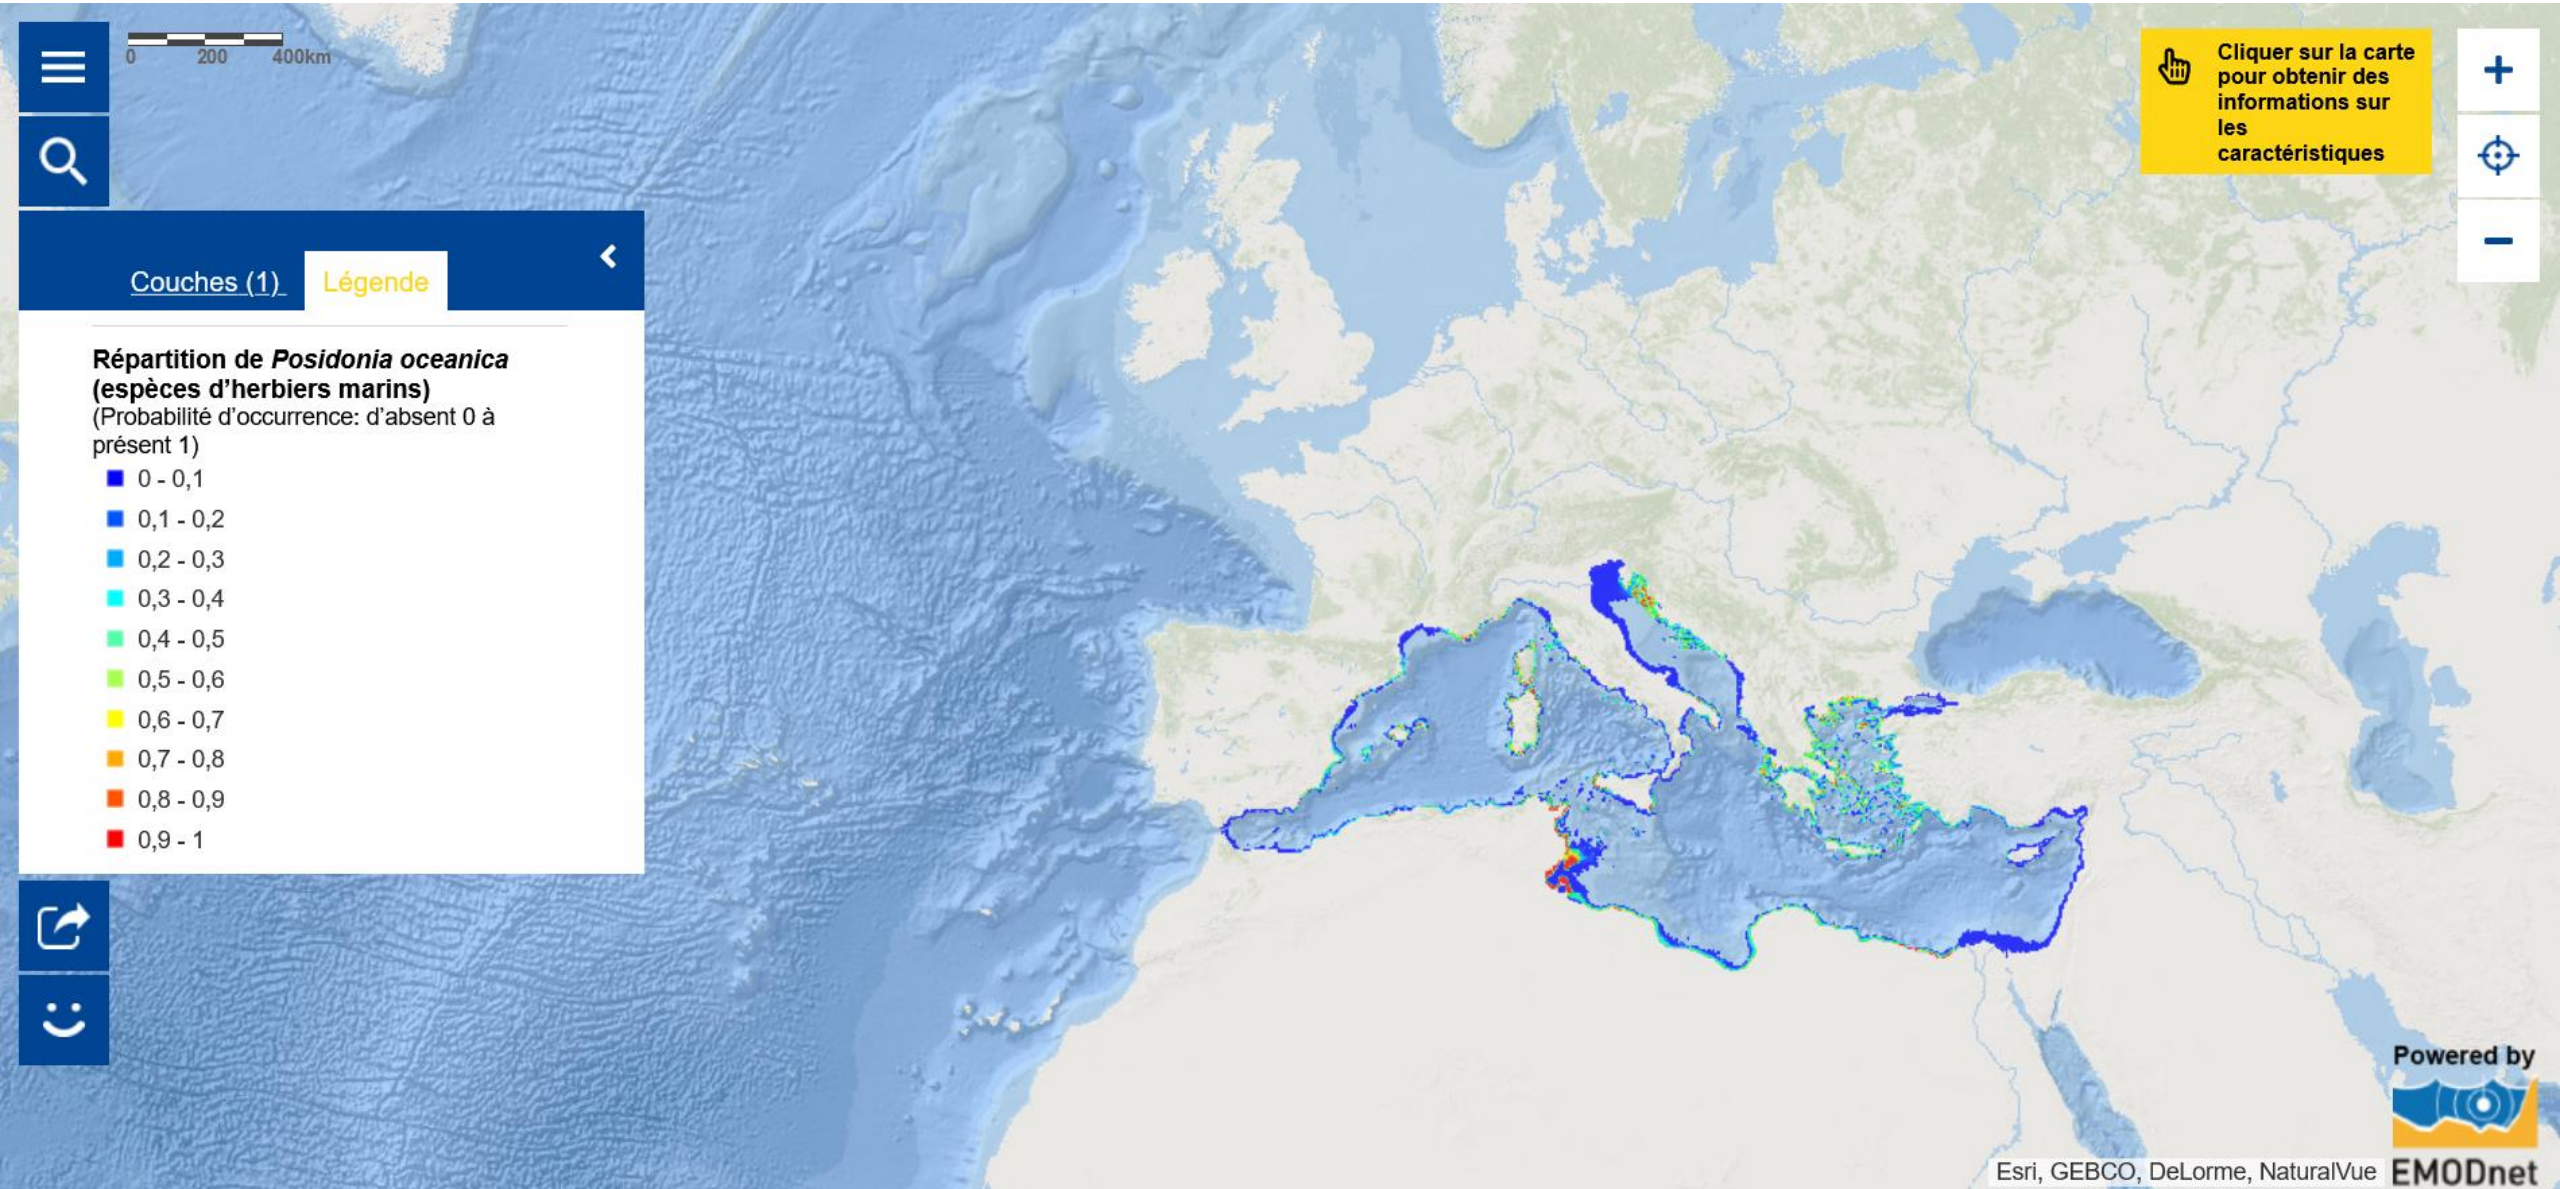 0 200 400km
Cliquer sur la carte
pour obtenir des
informations sur
les
caractéristiques
Couches (1)
Légende
Répartition de Posidonia oceanica
(espèces d’herbiers marins)
(Probabilité d’occurrence: d’absent 0 à
présent 1)
0 - 0,1
0,1 - 0,2
0,2 - 0,3
0,3 - 0,4
0,4 - 0,5
0,5 - 0,6
0,6 - 0,7
0,7 - 0,8
0,8 - 0,9
0,9 - 1
Powered by
EMODnet
Esri, GEBCO, DeLorme, NaturalVue